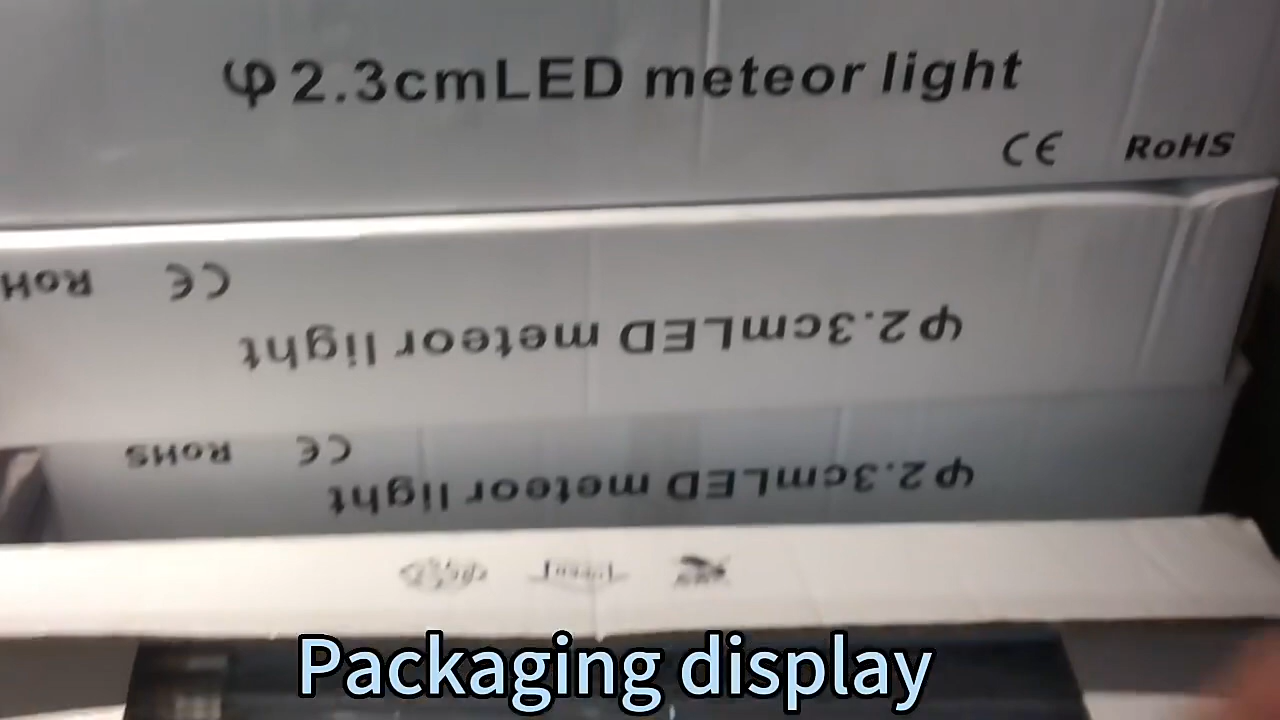 φ2.3cmLED meteor light
CE RoHS
φ2.3cmLED meteor light
CE RoH
φ2.3cmLED meteor light
CE RoHS
Packaging display